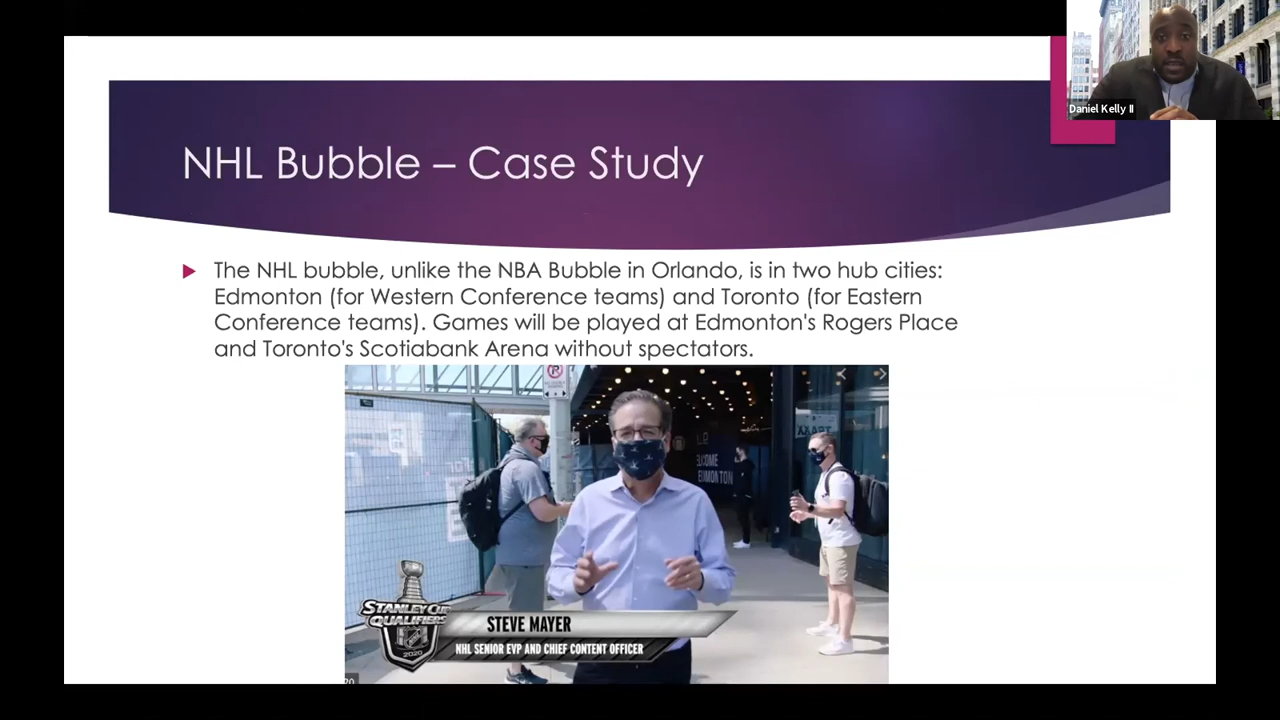 Daniel Kelly II
NHL Bubble – Case Study
The NHL bubble, unlike the NBA Bubble in Orlando, is in two hub cities:
Edmonton (for Western Conference teams) and Toronto (for Eastern
Conference teams). Games will be played at Edmonton's Rogers Place
and Toronto's Scotiabank Arena without spectators.
EDMONTON
STANLEY CUP
QUALIFIERS
NHL
2020
STEVE MAYER
NHL SENIOR EVP AND CHIEF CONTENT OFFICER